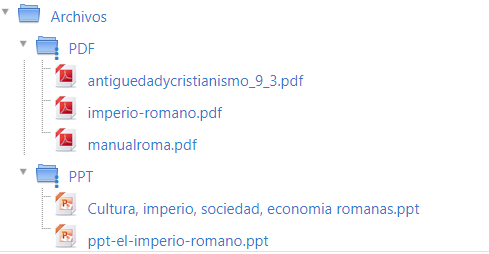 Archivos
PDF
antiguedadycristianismo_9_3.pdf
imperio-romano.pdf
manualroma.pdf
PPT
Cultura, imperio, sociedad, economia romanas.ppt
ppt-el-imperio-romano.ppt